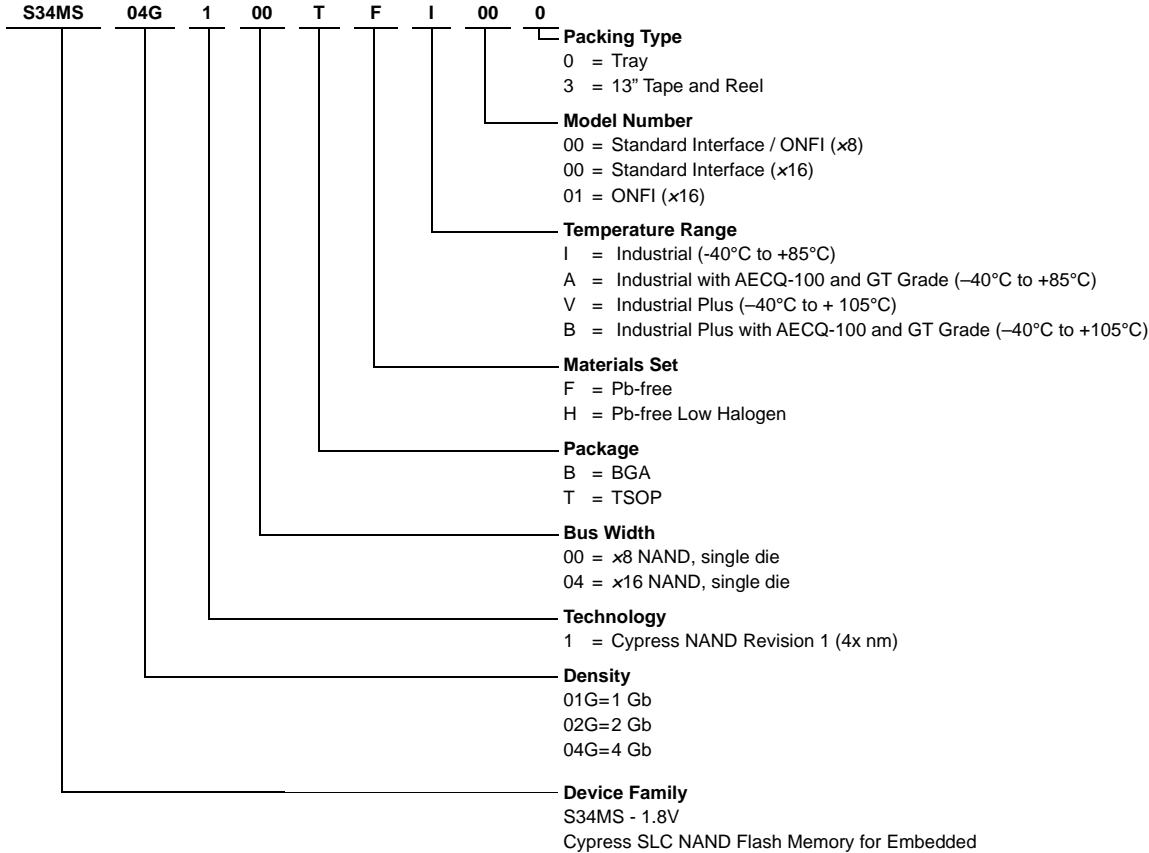 S34MS 04G 1 00 T F I 00 0
Packing Type
0 = Tray
3 = 13” Tape and Reel
Model Number
00 = Standard Interface / ONFI (×8)
00 = Standard Interface (×16)
01 = ONFI (×16)
Temperature Range
I = Industrial (-40°C to +85°C)
A = Industrial with AECQ-100 and GT Grade (–40°C to +85°C)
V = Industrial Plus (–40°C to + 105°C)
B = Industrial Plus with AECQ-100 and GT Grade (–40°C to +105°C)
Materials Set
F = Pb-free
H = Pb-free Low Halogen
Package
B = BGA
T = TSOP
Bus Width
00 = ×8 NAND, single die
04 = ×16 NAND, single die
Technology
1 = Cypress NAND Revision 1 (4x nm)
Density
01G=1 Gb
02G=2 Gb
04G=4 Gb
Device Family
S34MS - 1.8V
Cypress SLC NAND Flash Memory for Embedded